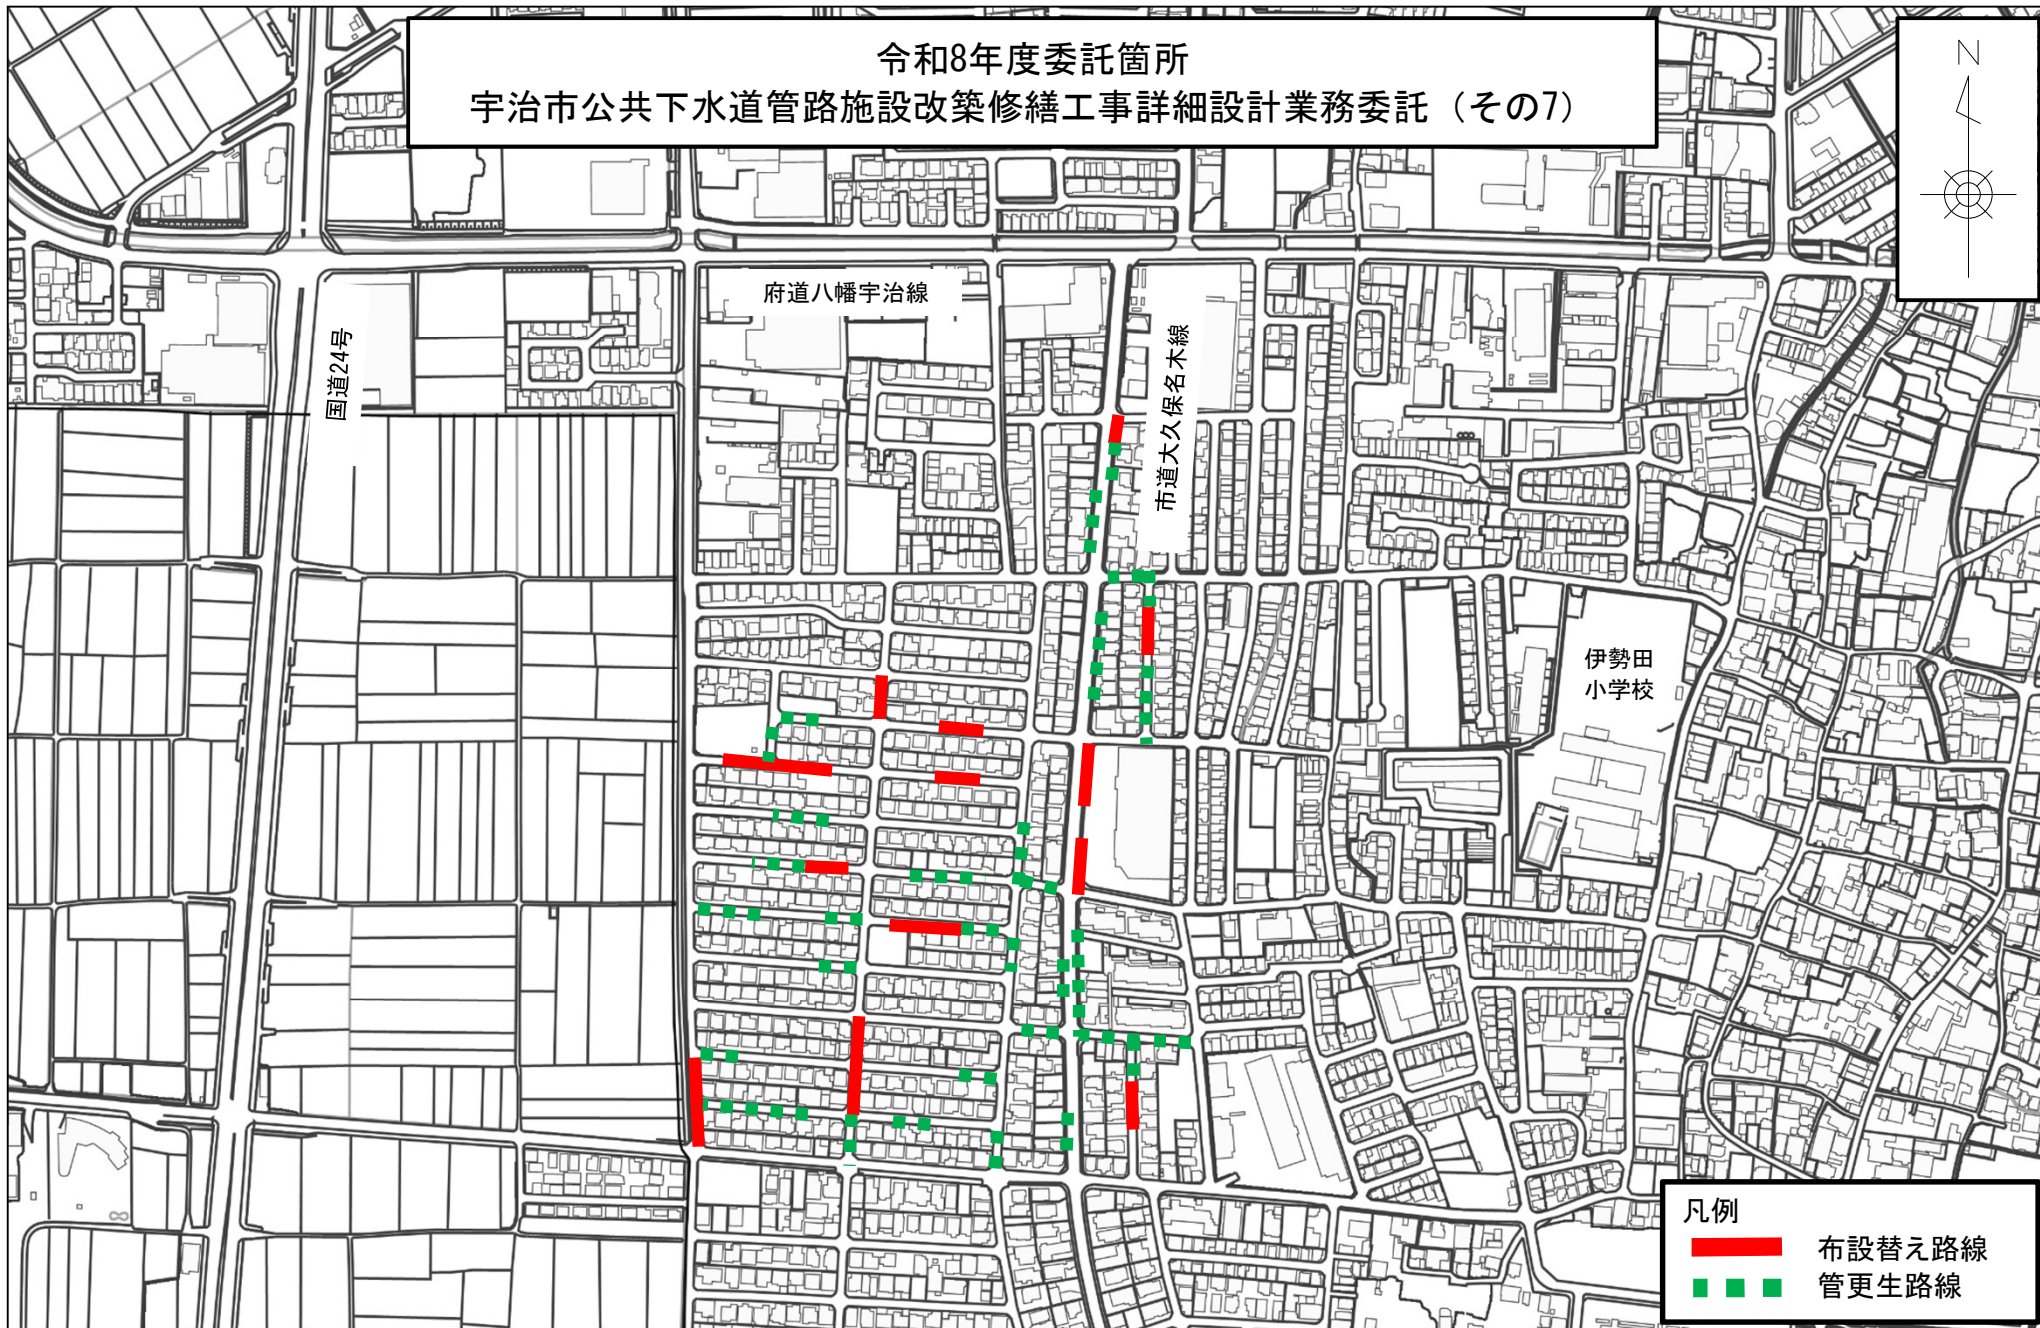 令和8年度委託箇所
宇治市公共下水道管路施設改築修繕工事詳細設計業務委託（その7）
N
府道八幡宇治線
国道24号
市道大久保名木線
伊勢田
小学校
凡例
布設替え路線
管更生路線